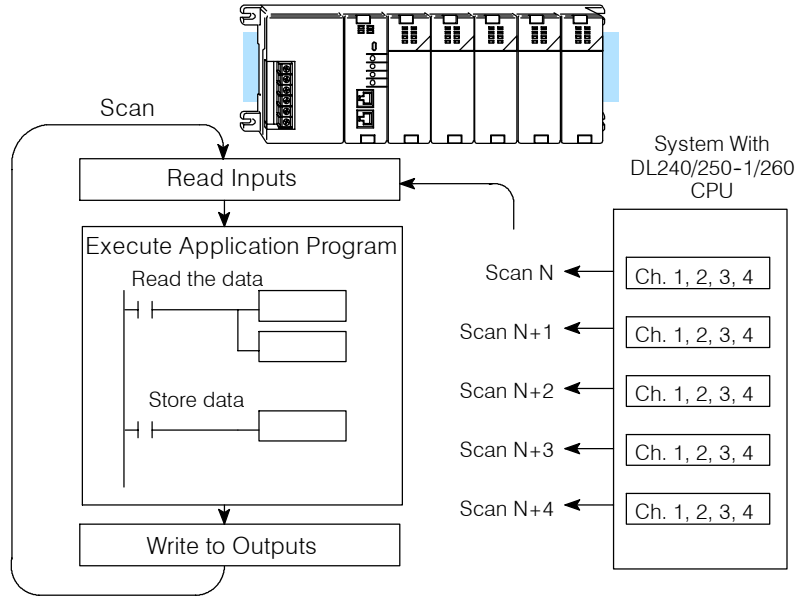 Scan
System With
DL240/250-1/260
CPU
Read Inputs
Execute Application Program
Read the data
Store data
Write to Outputs
Scan N
Ch. 1, 2, 3, 4
Scan N+1
Ch. 1, 2, 3, 4
Scan N+2
Ch. 1, 2, 3, 4
Scan N+3
Ch. 1, 2, 3, 4
Scan N+4
Ch. 1, 2, 3, 4